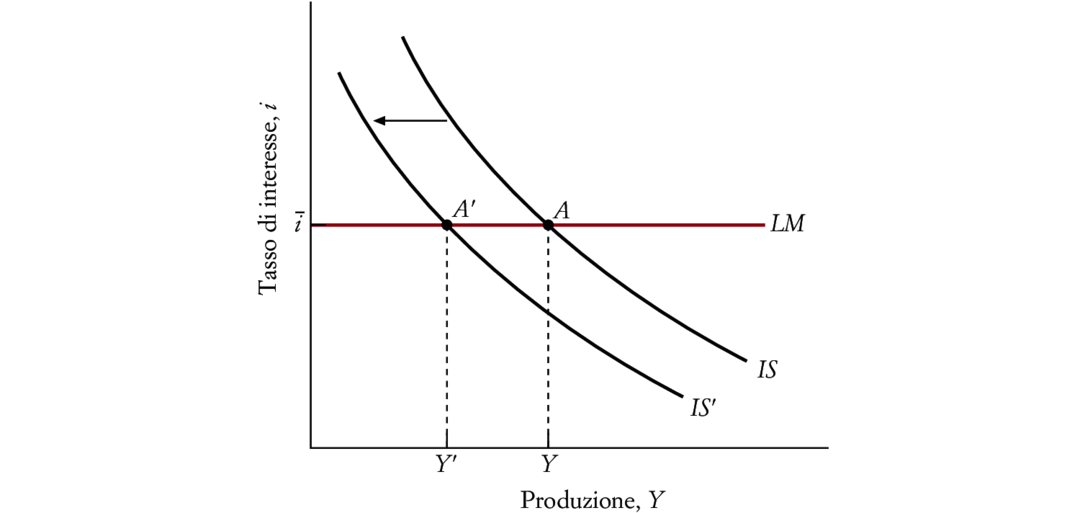 Tasso di interesse, i
i̅
A′
A
LM
IS
IS′
Y′
Y
Produzione, Y